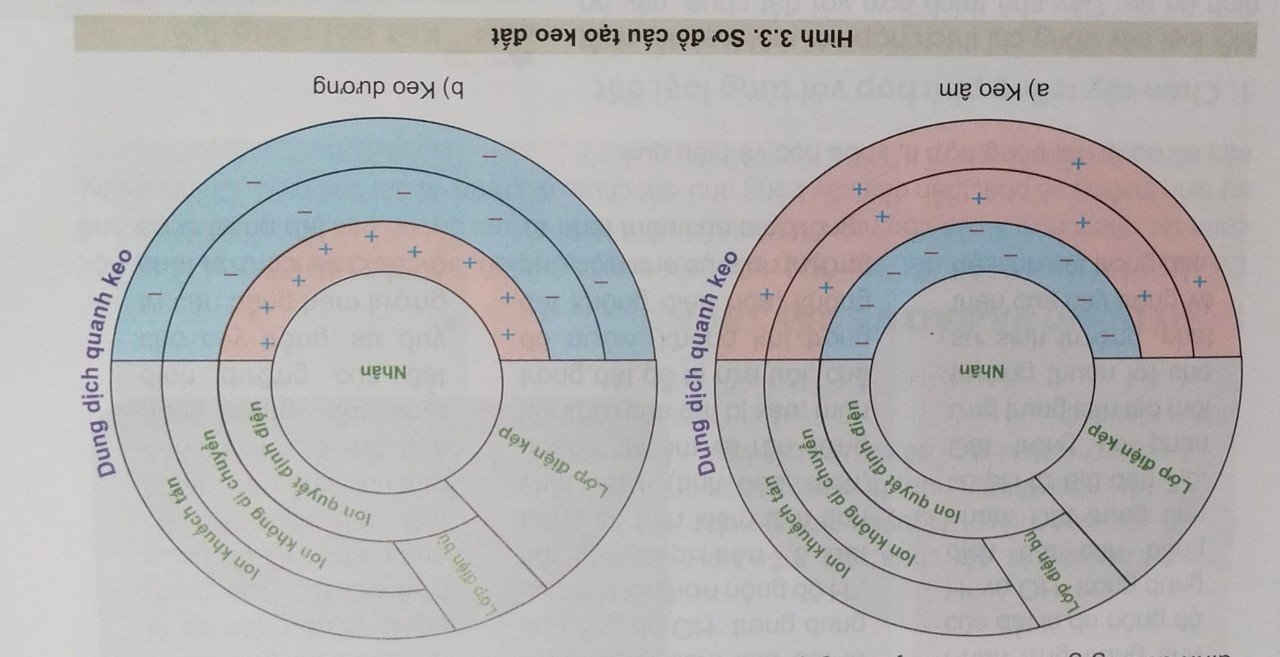 Lớp điện bù
Lớp điện kép
Ion khuếch tán
Ion không di chuyển
Ion quyết định điện
Nhân
Dung dịch quanh keo
a) Keo âm
Lớp điện bù
Lớp điện kép
Ion khuếch tán
Ion không di chuyển
Ion quyết định điện
Nhân
Dung dịch quanh keo
b) Keo dương
Hình 3.3. Sơ đồ cấu tạo keo đất